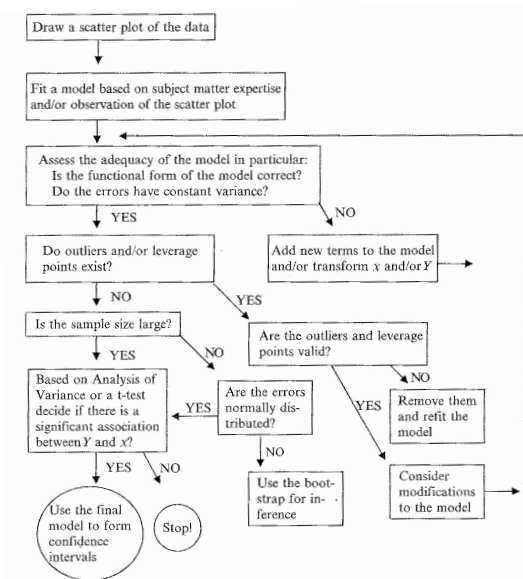 Draw a scatter plot of the data
Fit a model based on subject matter expertise
and/or observation of the scatter plot
Assess the adequacy of the model in particular:
Is the functional form of the model correct?
Do the errors have constant variance?
YES
NO
Do outliers and/or leverage
points exist?
Add new terms to the model
and/or transform x and/or Y
NO
YES
Is the sample size large?
Are the outliers and leverage
points valid?
YES
NO
NO
Based on Analysis of
Variance or a t-test
decide if there is a
significant association
between Y and x?
YES
Are the errors
normally dis-
tributed?
YES
Remove them
and refit the
model
YES
NO
NO
Use the final
model to form
confidence
intervals
Stop!
Use the boot-
strap for in-
ference
Consider
modifications
to the model